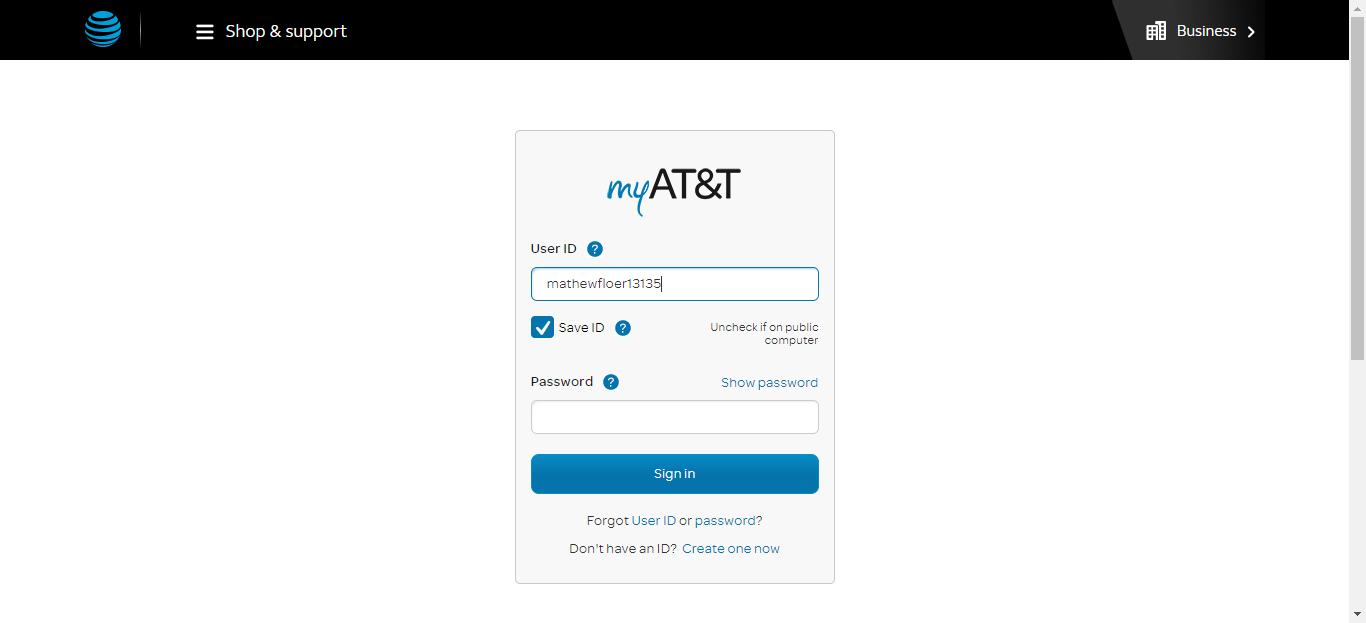 Shop & support
Business
myAT&T
User ID ?
mathewfloer13135
Save ID ?
Uncheck if on public
computer
Password ?
Show password
Sign in
Forgot User ID or password?
Don't have an ID? Create one now